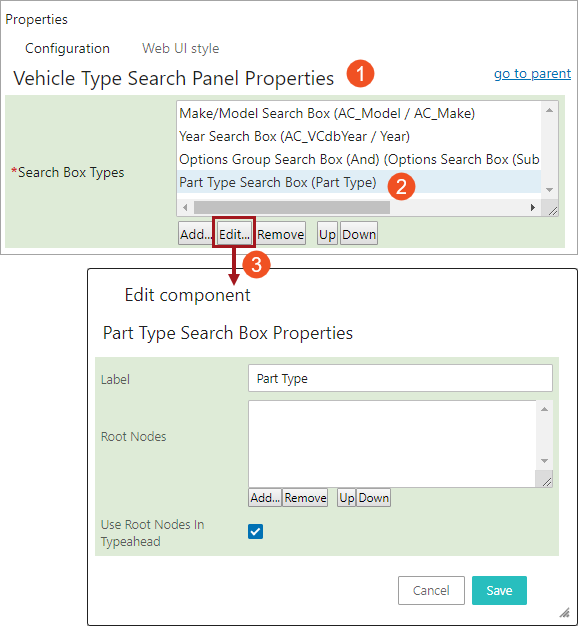 Properties
Configuration Web UI style
Vehicle Type Search Panel Properties 1 go to parent
*Search Box Types
Make/Model Search Box (AC_Model / AC_Make)
Year Search Box (AC_VCdbYear / Year)
Options Group Search Box (And) (Options Search Box (Sub
Part Type Search Box (Part Type) 2
Add... Edit... Remove Up Down
3
Edit component
Part Type Search Box Properties
Label Part Type
Root Nodes
Add... Remove Up Down
Use Root Nodes In
Typeahead
Cancel Save